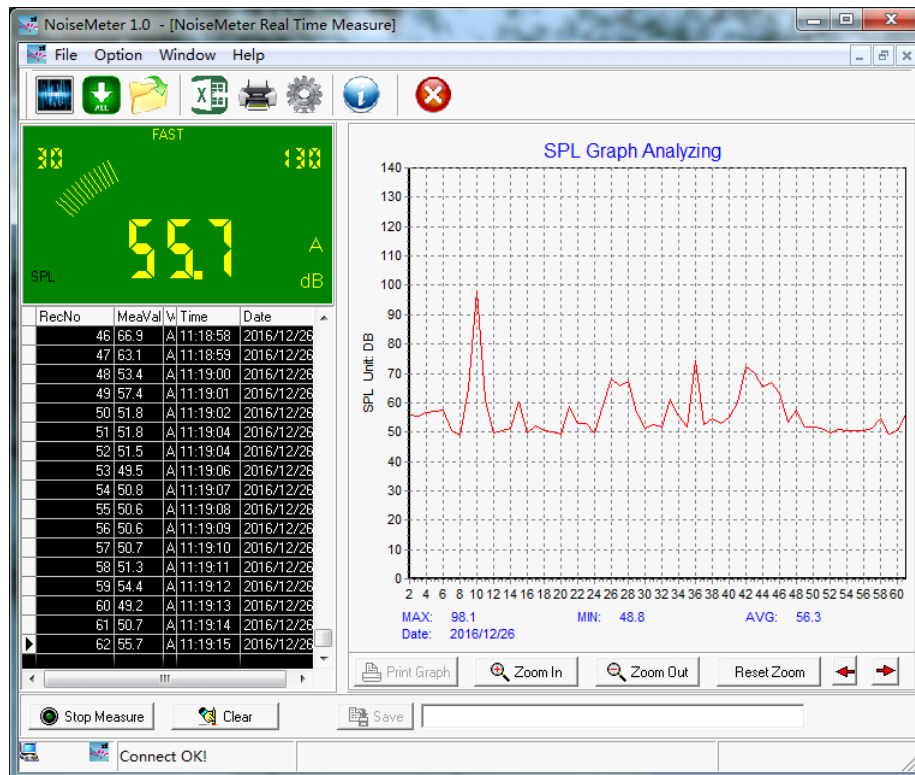 NoiseMeter 1.0 - [NoiseMeter Real Time Measure]
File Option Window Help
ALL
FAST
30 130
55.7
A
SPL
dB
RecNo MeaVal V Time Date
46 66.9 A 11:18:58 2016/12/26
47 63.1 A 11:18:59 2016/12/26
48 53.4 A 11:19:00 2016/12/26
49 57.4 A 11:19:01 2016/12/26
50 51.8 A 11:19:02 2016/12/26
51 51.8 A 11:19:04 2016/12/26
52 51.5 A 11:19:04 2016/12/26
53 49.5 A 11:19:06 2016/12/26
54 50.8 A 11:19:07 2016/12/26
55 50.6 A 11:19:08 2016/12/26
56 50.6 A 11:19:09 2016/12/26
57 50.7 A 11:19:10 2016/12/26
58 51.3 A 11:19:11 2016/12/26
59 54.4 A 11:19:12 2016/12/26
60 49.2 A 11:19:13 2016/12/26
61 50.7 A 11:19:14 2016/12/26
62 55.7 A 11:19:15 2016/12/26
SPL Graph Analyzing
SPL Unit: DB
140
130
120
110
100
90
80
70
60
50
40
30
20
10
0
2 4 6 8 10 12 14 16 18 20 22 24 26 28 30 32 34 36 38 40 42 44 46 48 50 52 54 56 58 60
MAX: 98.1 MIN: 48.8 AVG: 56.3
Date: 2016/12/26
Print Graph Zoom In Zoom Out Reset Zoom
Stop Measure Clear Save
Connect OK!